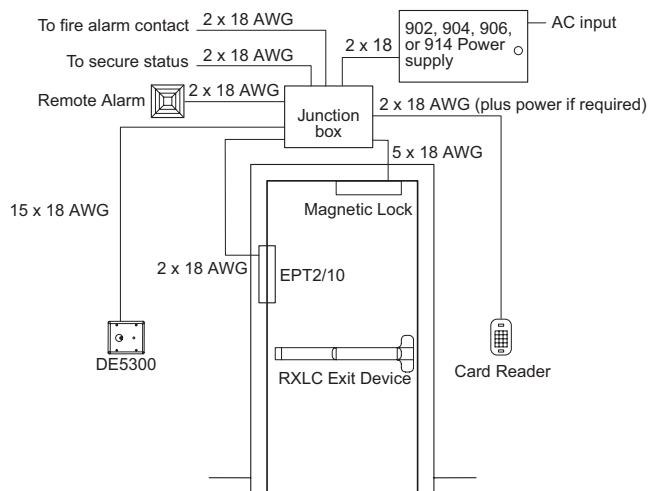 To fire alarm contact
2 x 18 AWG
902, 904, 906,
or 914 Power
supply
AC input
2 x 18
To secure status
2 x 18 AWG
Remote Alarm
2 x 18 AWG
Junction
box
2 x 18 AWG (plus power if required)
5 x 18 AWG
15 x 18 AWG
Magnetic Lock
2 x 18 AWG
EPT2/10
DE5300
RXLC Exit Device
Card Reader